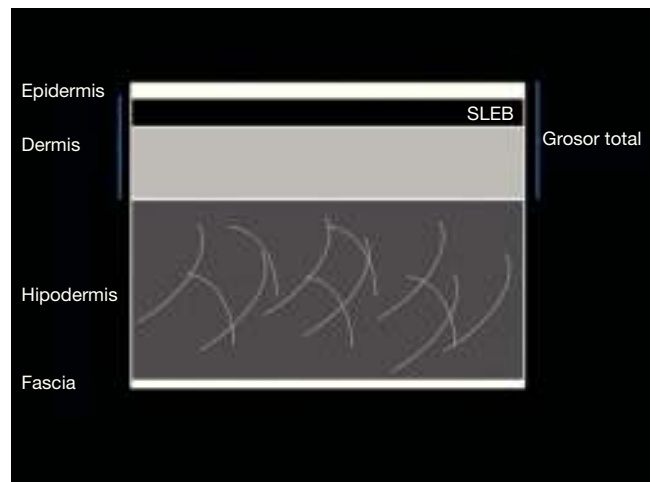 Epidermis
SLEB
Dermis
Grosor total
Hipodermis
Fascia